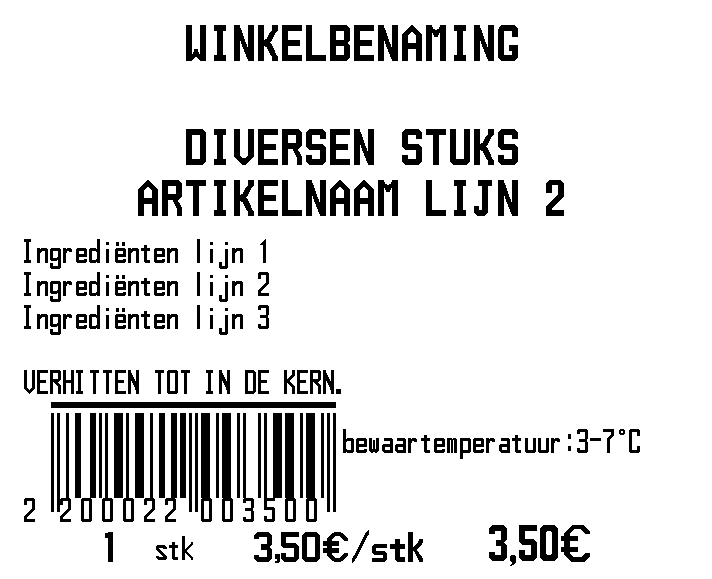 WINKELBENAMING
DIVERSEN STUKS
ARTIKELNAAM LIJN 2
Ingrediënten lijn 1
Ingrediënten lijn 2
Ingrediënten lijn 3
VERHITTEN TOT IN DE KERN.
bewaartemperatuur:3-7°C
2 200022 003500
1 stk 3,50€/stk 3,50€